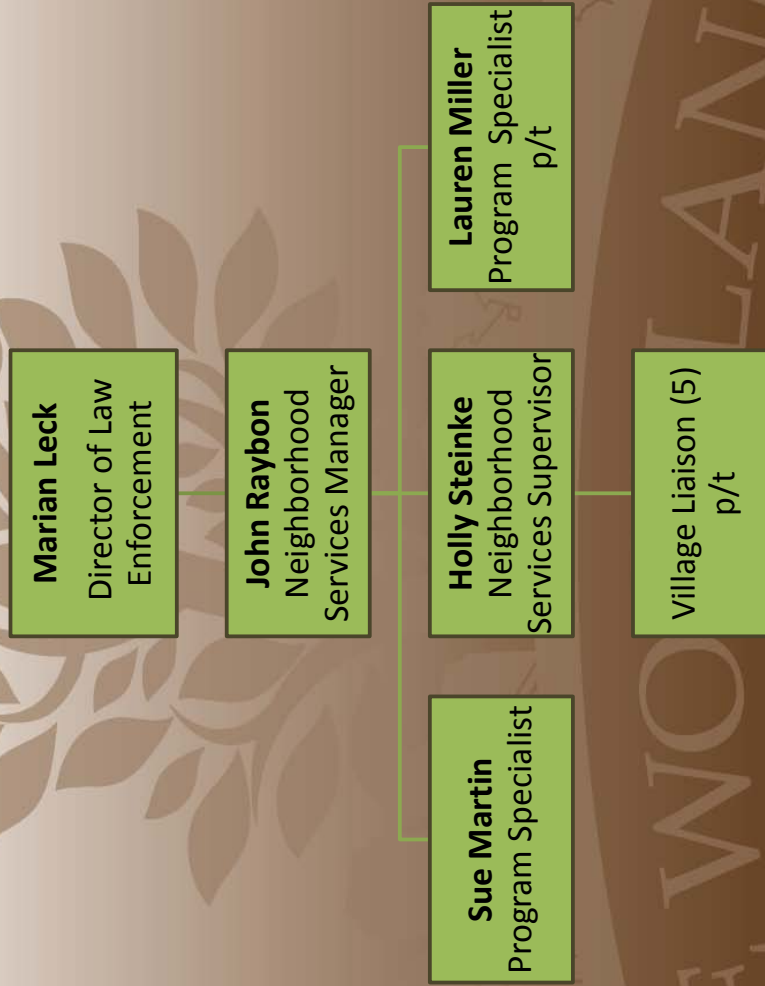 Marian Leck
Director of Law
Enforcement
John Raybon
Neighborhood
Services Manager
Sue Martin
Program Specialist
Holly Steinke
Neighborhood
Services Supervisor
Lauren Miller
Program Specialist
p/t
Village Liaison (5)
p/t